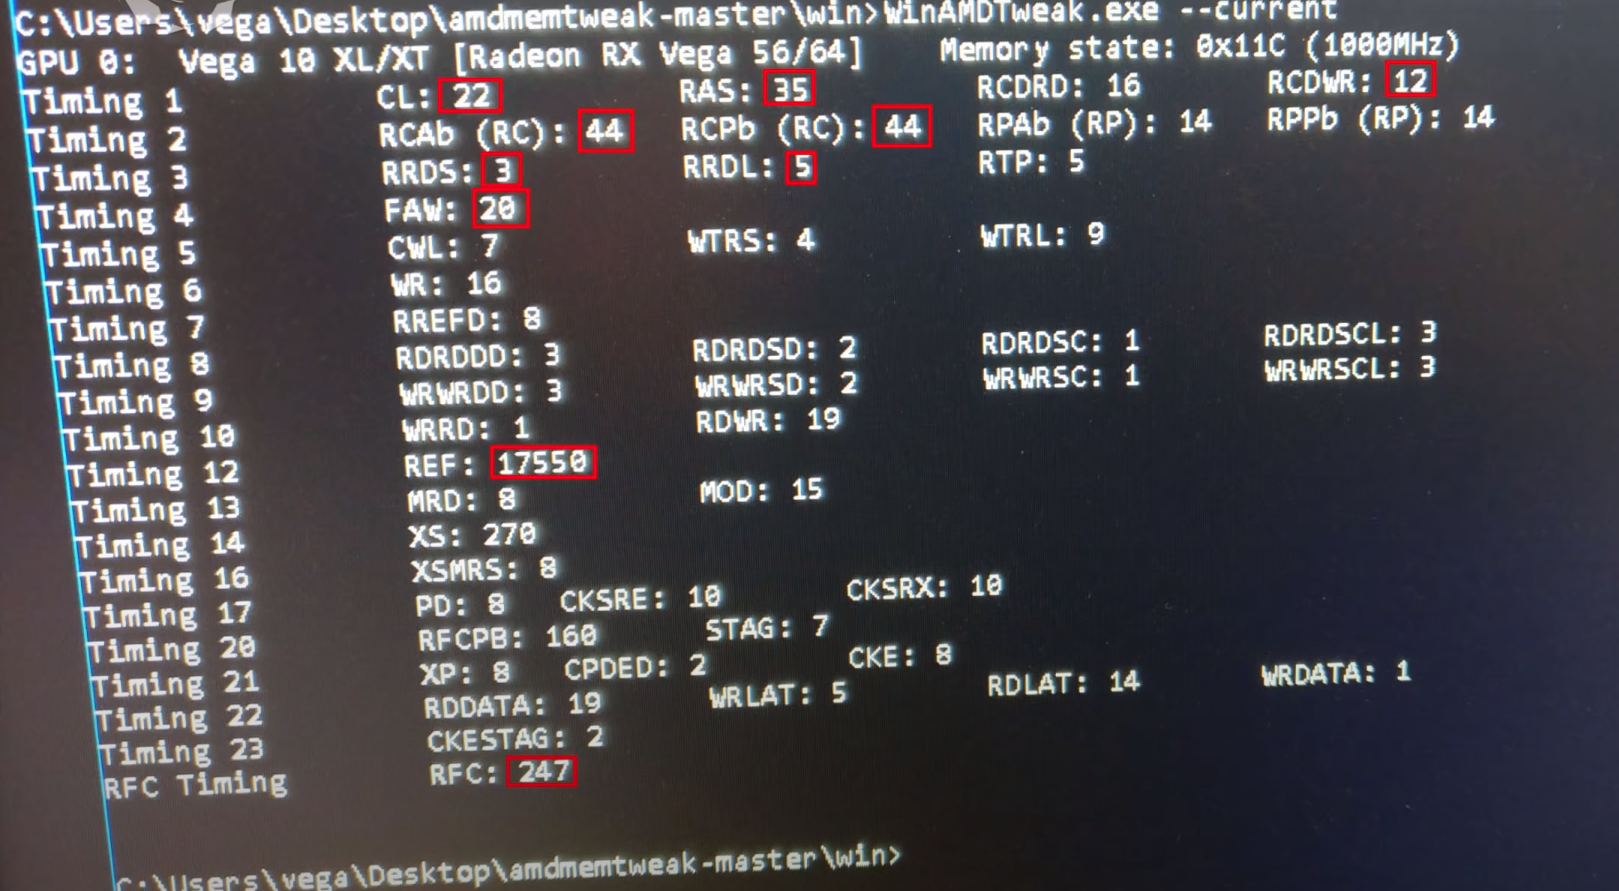 C:\Users\vega\Desktop\amdmemtweak-master\win>WinAMDTweak.exe --current
GPU 0: Vega 10 XL/XT [Radeon RX Vega 56/64] Memory state: 0x11C (1000MHz)
Timing 1 CL: 22 RAS: 35 RCDRD: 16 RCDWR: 12
Timing 2 RCAb (RC): 44 RCPb (RC): 44 RPAb (RP): 14 RPPb (RP): 14
Timing 3 RRDS: 3 RRDL: 5 RTP: 5
Timing 4 FAW: 20
Timing 5 CWL: 7 WTRS: 4 WTRL: 9
Timing 6 WR: 16
Timing 7 RREFD: 8
Timing 8 RDRDDD: 3 RDRDSD: 2 RDRDSC: 1 RDRDSCL: 3
Timing 9 WRWRDD: 3 WRWRSD: 2 WRWRSC: 1 WRWRSCL: 3
Timing 10 WRRD: 1 RDWR: 19
Timing 12 REF: 17550
Timing 13 MRD: 8 MOD: 15
Timing 14 XS: 270
Timing 16 XSMRS: 8
Timing 17 PD: 8 CKSRE: 10 CKSRX: 10
Timing 20 RFCPB: 160 STAG: 7
Timing 21 XP: 8 CPDED: 2 CKE: 8
Timing 22 RDDATA: 19 WRLAT: 5 RDLAT: 14 WRDATA: 1
Timing 23 CKESTAG: 2
RFC Timing RFC: 247
C:\Users\vega\Desktop\amdmemtweak-master\win>